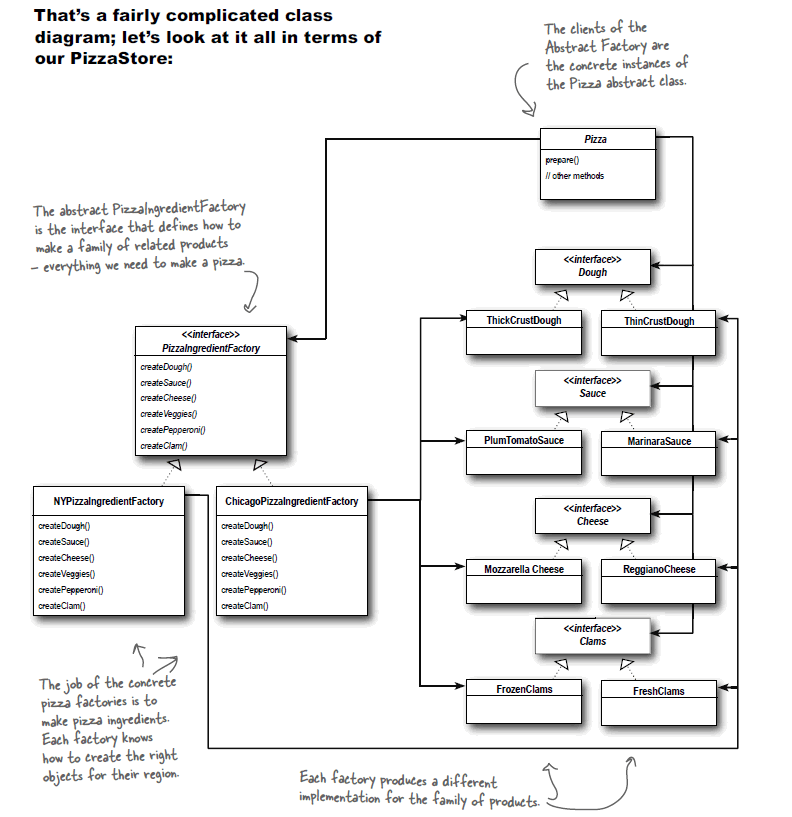 That's a fairly complicated class
diagram; let's look at it all in terms of
our PizzaStore:
The clients of the
Abstract Factory are
the concrete instances of
the Pizza abstract class.
Pizza
prepare()
// other methods
The abstract PizzaIngredientFactory
is the interface that defines how to
make a family of related products
– everything we need to make a pizza.
<<interface>>
Dough
ThickCrustDough
ThinCrustDough
<<interface>>
PizzaIngredientFactory
createDough()
createSauce()
createCheese()
createVeggies()
createPepperoni()
createClam()
<<interface>>
Sauce
PlumTomatoSauce
MarinaraSauce
NYPizzaIngredientFactory
createDough()
createSauce()
createCheese()
createVeggies()
createPepperoni()
createClam()
ChicagoPizzaIngredientFactory
createDough()
createSauce()
createCheese()
createVeggies()
createPepperoni()
createClam()
<<interface>>
Cheese
Mozzarella Cheese
ReggianoCheese
<<interface>>
Clams
FrozenClams
FreshClams
The job of the concrete
pizza factories is to
make pizza ingredients.
Each factory knows
how to create the right
objects for their region.
Each factory produces a different
implementation for the family of products.